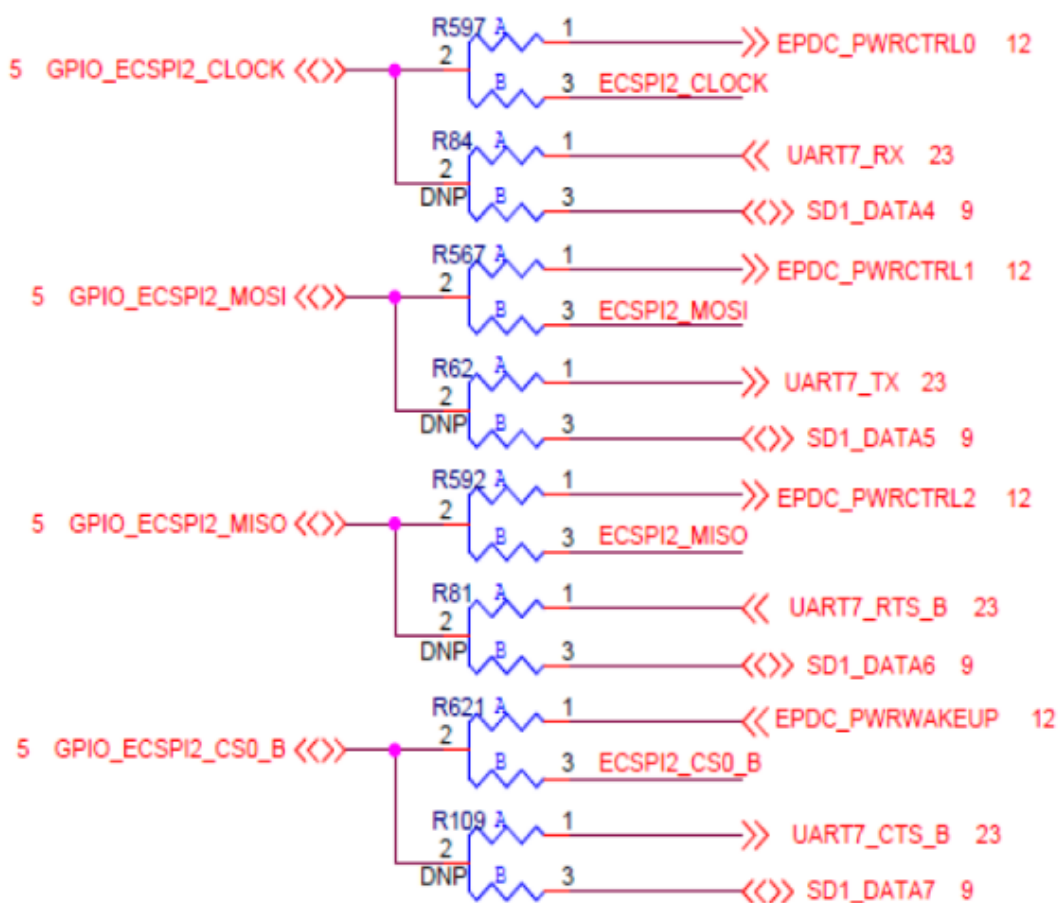 R597 A 1 EPDC_PWRCTRL0 12
5 GPIO_ECSPI2_CLOCK 2
B 3 ECSPI2_CLOCK
R84 A 1 UART7_RX 23
2
DNP B 3 SD1_DATA4 9
R567 A 1 EPDC_PWRCTRL1 12
5 GPIO_ECSPI2_MOSI 2
B 3 ECSPI2_MOSI
R62 A 1 UART7_TX 23
2
DNP B 3 SD1_DATA5 9
R592 A 1 EPDC_PWRCTRL2 12
5 GPIO_ECSPI2_MISO 2
B 3 ECSPI2_MISO
R81 A 1 UART7_RTS_B 23
2
DNP B 3 SD1_DATA6 9
R621 A 1 EPDC_PWRWAKEUP 12
5 GPIO_ECSPI2_CS0_B 2
B 3 ECSPI2_CS0_B
R109 A 1 UART7_CTS_B 23
2
DNP B 3 SD1_DATA7 9